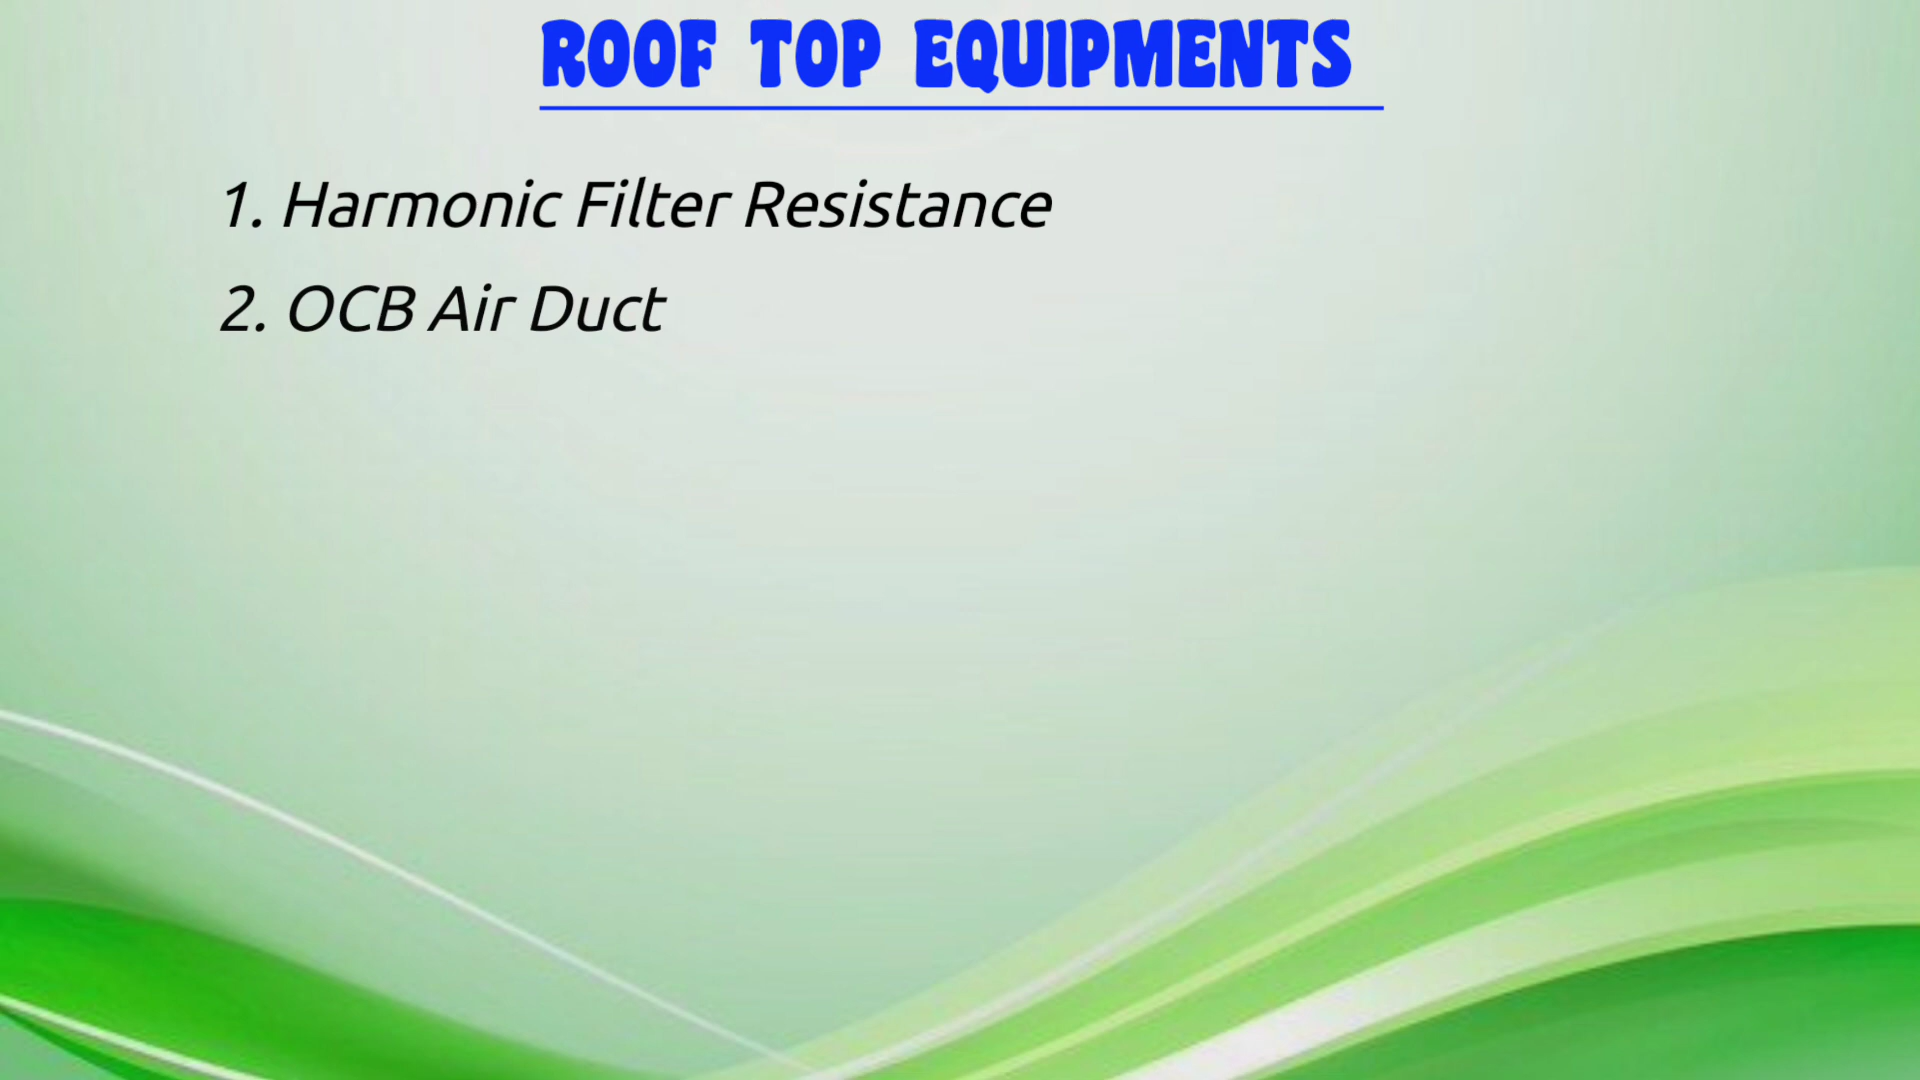 ROOF TOP EQUIPMENTS
1. Harmonic Filter Resistance
2. OCB Air Duct